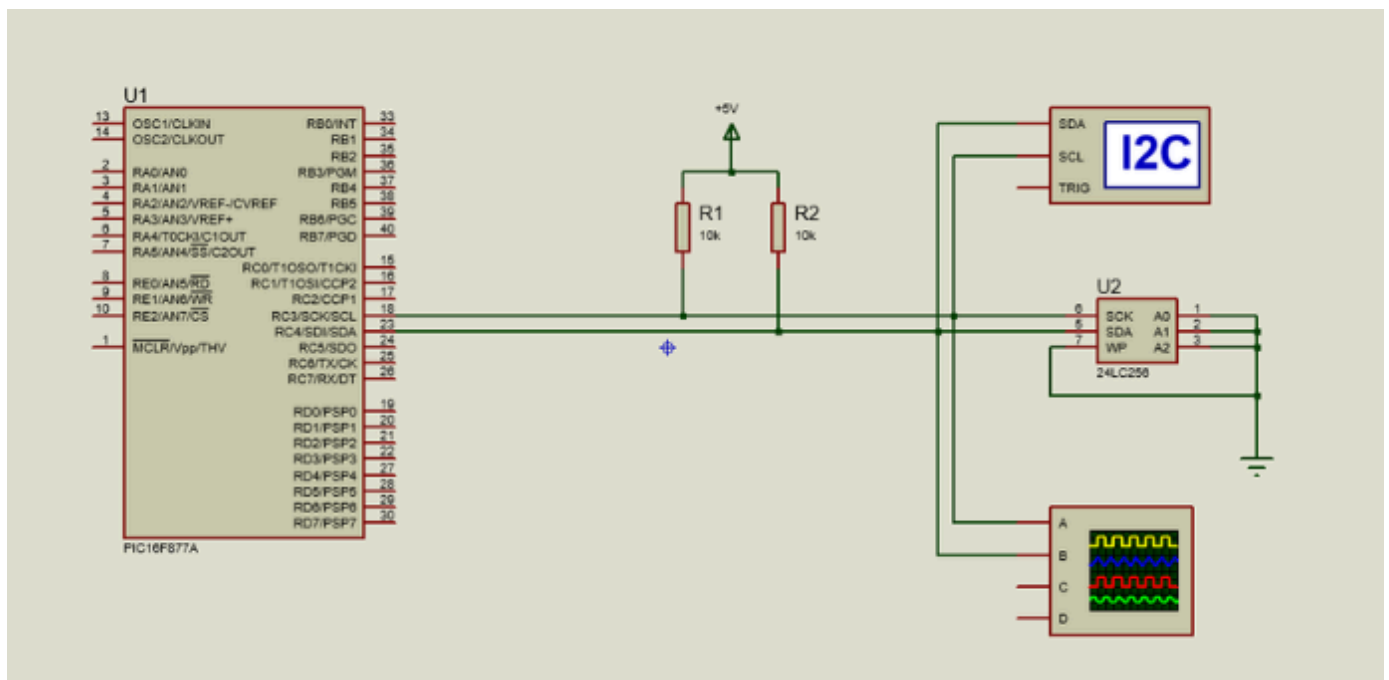 U1
13 OSC1/CLKIN RB0/INT 33
14 OSC2/CLKOUT RB1 34
RB2 35
2 RA0/AN0 RB3/PGM 36
3 RA1/AN1 RB4 37
4 RA2/AN2/VREF-/CVREF RB5 38
5 RA3/AN3/VREF+ RB6/PGC 39
6 RA4/T0CKI/C1OUT RB7/PGD 40
7 RA5/AN4/SS/C2OUT
RC0/T1OSO/T1CKI 15
8 RE0/AN5/RD RC1/T1OSI/CCP2 16
9 RE1/AN6/WR RC2/CCP1 17
10 RE2/AN7/CS RC3/SCK/SCL 18
RC4/SDI/SDA 23
1 MCLR/Vpp/THV RC5/SDO 24
RC6/TX/CK 25
RC7/RX/DT 26
RD0/PSP0 19
RD1/PSP1 20
RD2/PSP2 21
RD3/PSP3 22
RD4/PSP4 27
RD5/PSP5 28
RD6/PSP6 29
RD7/PSP7 30
PIC16F877A
+5V
R1
10k
R2
10k
SDA
SCL
TRIG
I2C
U2
6 SCK A0 1
5 SDA A1 2
7 WP A2 3
24LC256
A
B
C
D